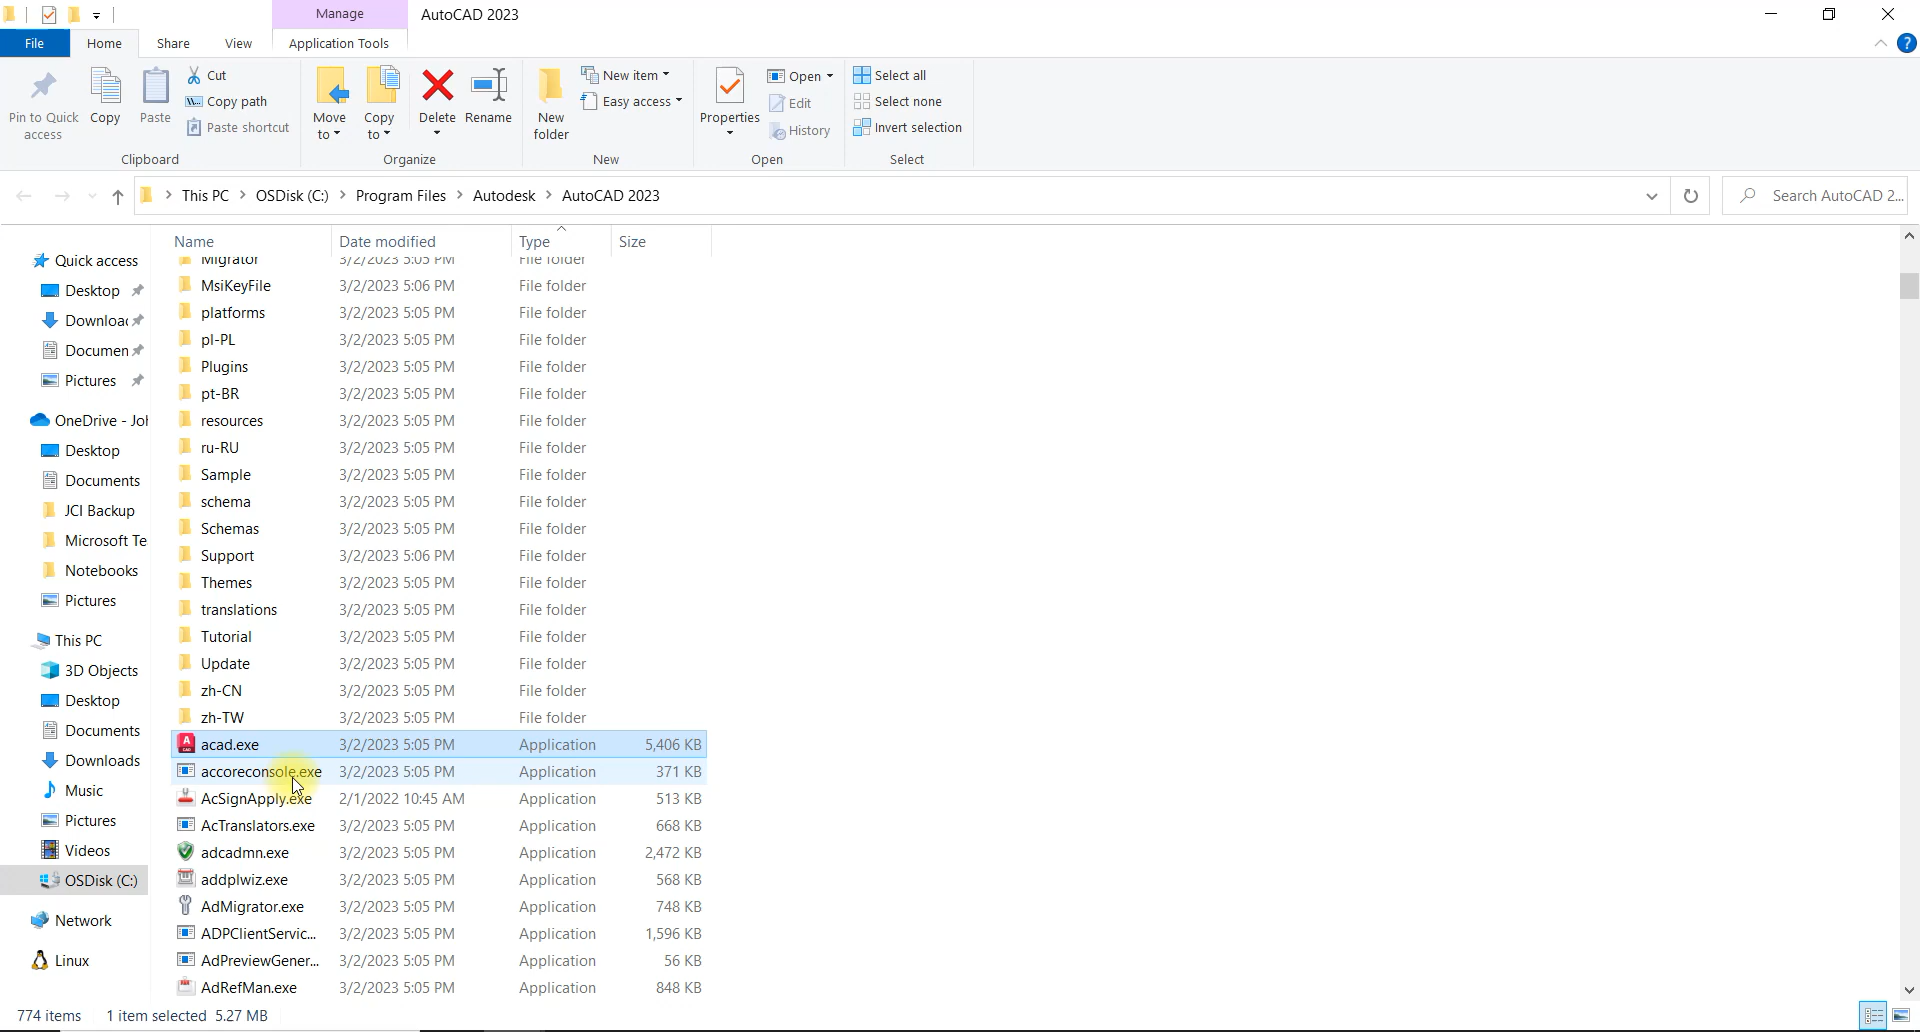 Manage
AutoCAD 2023
File
Home
Share
View
Application Tools
Pin to Quick access
Copy
Paste
Cut
Copy path
Paste shortcut
Clipboard
Move to
Copy to
Delete
Rename
Organize
New folder
New item
Easy access
New
Properties
Open
Edit
History
Open
Select all
Select none
Invert selection
Select
This PC > OSDisk (C:) > Program Files > Autodesk > AutoCAD 2023
Search AutoCAD 2...
Quick access
Desktop
Downloa
Documen
Pictures
OneDrive - Joh
Desktop
Documents
JCI Backup
Microsoft Te
Notebooks
Pictures
This PC
3D Objects
Desktop
Documents
Downloads
Music
Pictures
Videos
OSDisk (C:)
Network
Linux
Name Date modified Type Size
Migrator 3/2/2023 5:05 PM File folder
MsiKeyFile 3/2/2023 5:06 PM File folder
platforms 3/2/2023 5:05 PM File folder
pl-PL 3/2/2023 5:05 PM File folder
Plugins 3/2/2023 5:05 PM File folder
pt-BR 3/2/2023 5:05 PM File folder
resources 3/2/2023 5:05 PM File folder
ru-RU 3/2/2023 5:05 PM File folder
Sample 3/2/2023 5:05 PM File folder
schema 3/2/2023 5:05 PM File folder
Schemas 3/2/2023 5:05 PM File folder
Support 3/2/2023 5:06 PM File folder
Themes 3/2/2023 5:05 PM File folder
translations 3/2/2023 5:05 PM File folder
Tutorial 3/2/2023 5:05 PM File folder
Update 3/2/2023 5:05 PM File folder
zh-CN 3/2/2023 5:05 PM File folder
zh-TW 3/2/2023 5:05 PM File folder
acad.exe 3/2/2023 5:05 PM Application 5,406 KB
accoreconsole.exe 3/2/2023 5:05 PM Application 371 KB
AcSignApply.exe 2/1/2022 10:45 AM Application 513 KB
AcTranslators.exe 3/2/2023 5:05 PM Application 668 KB
adcadmn.exe 3/2/2023 5:05 PM Application 2,472 KB
addplwiz.exe 3/2/2023 5:05 PM Application 568 KB
AdMigrator.exe 3/2/2023 5:05 PM Application 748 KB
ADPClientServic... 3/2/2023 5:05 PM Application 1,596 KB
AdPreviewGener... 3/2/2023 5:05 PM Application 56 KB
AdRefMan.exe 3/2/2023 5:05 PM Application 848 KB
774 items 1 item selected 5.27 MB